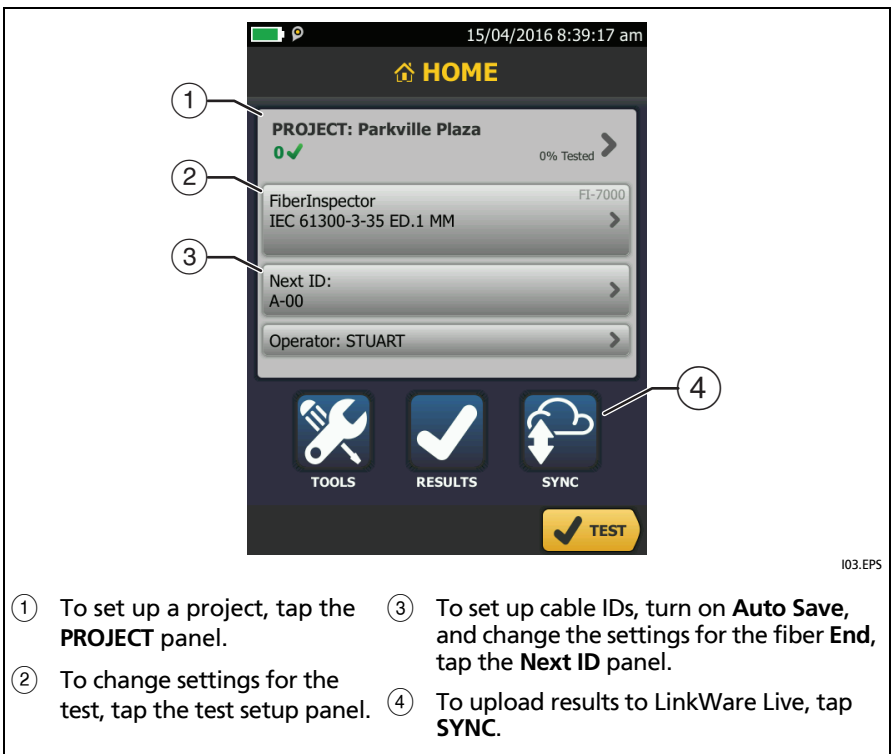 15/04/2016 8:39:17 am
HOME
1
PROJECT: Parkville Plaza
0
0% Tested
2
FiberInspector
FI-7000
IEC 61300-3-35 ED.1 MM
3
Next ID:
A-00
Operator: STUART
4
TOOLS
RESULTS
SYNC
TEST
I03.EPS
1 To set up a project, tap the
PROJECT panel.
2 To change settings for the
test, tap the test setup panel.
3 To set up cable IDs, turn on Auto Save,
and change the settings for the fiber End,
tap the Next ID panel.
4 To upload results to LinkWare Live, tap
SYNC.